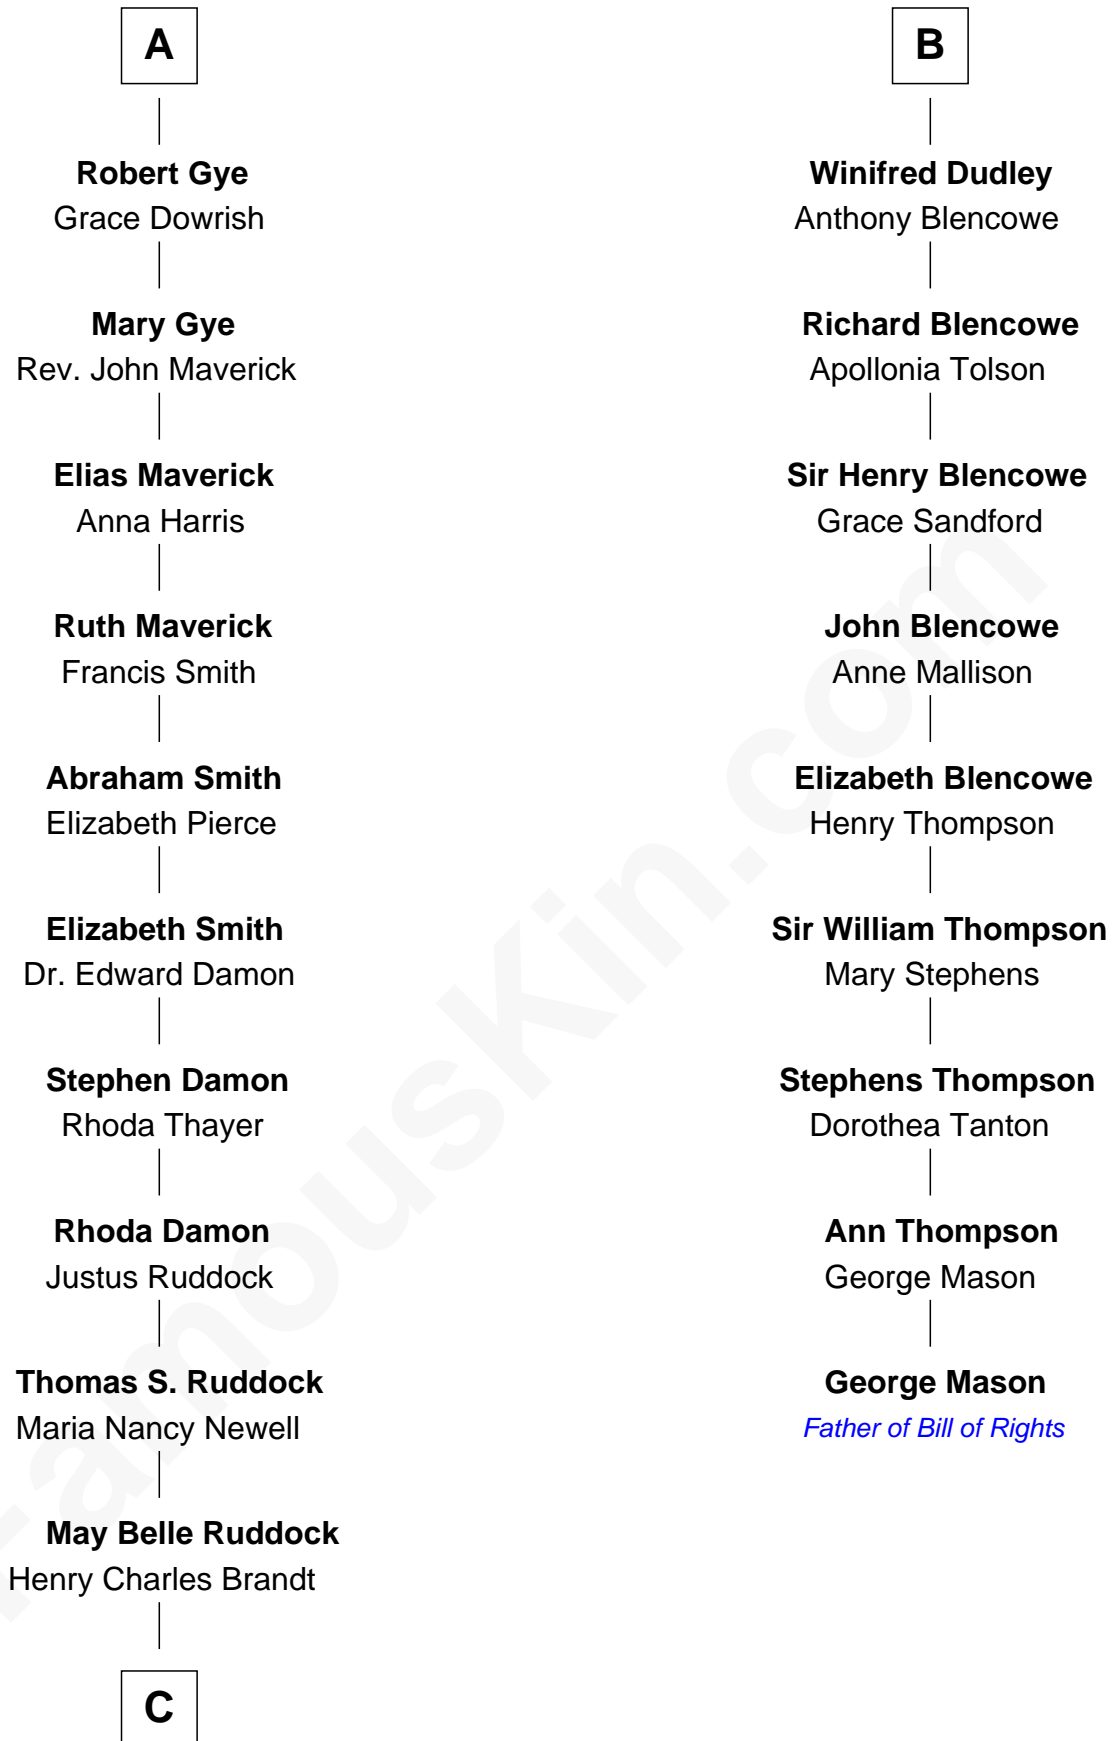 A
Robert Gye
Grace Dowrish
Mary Gye
Rev. John Maverick
Elias Maverick
Anna Harris
Ruth Maverick
Francis Smith
Abraham Smith
Elizabeth Pierce
Elizabeth Smith
Dr. Edward Damon
Stephen Damon
Rhoda Thayer
Rhoda Damon
Justus Ruddock
Thomas S. Ruddock
Maria Nancy Newell
May Belle Ruddock
Henry Charles Brandt
C
B
Winifred Dudley
Anthony Blencowe
Richard Blencowe
Apollonia Tolson
Sir Henry Blencowe
Grace Sandford
John Blencowe
Anne Mallison
Elizabeth Blencowe
Henry Thompson
Sir William Thompson
Mary Stephens
Stephens Thompson
Dorothea Tanton
Ann Thompson
George Mason
George Mason
Father of Bill of Rights
FamousKin.com